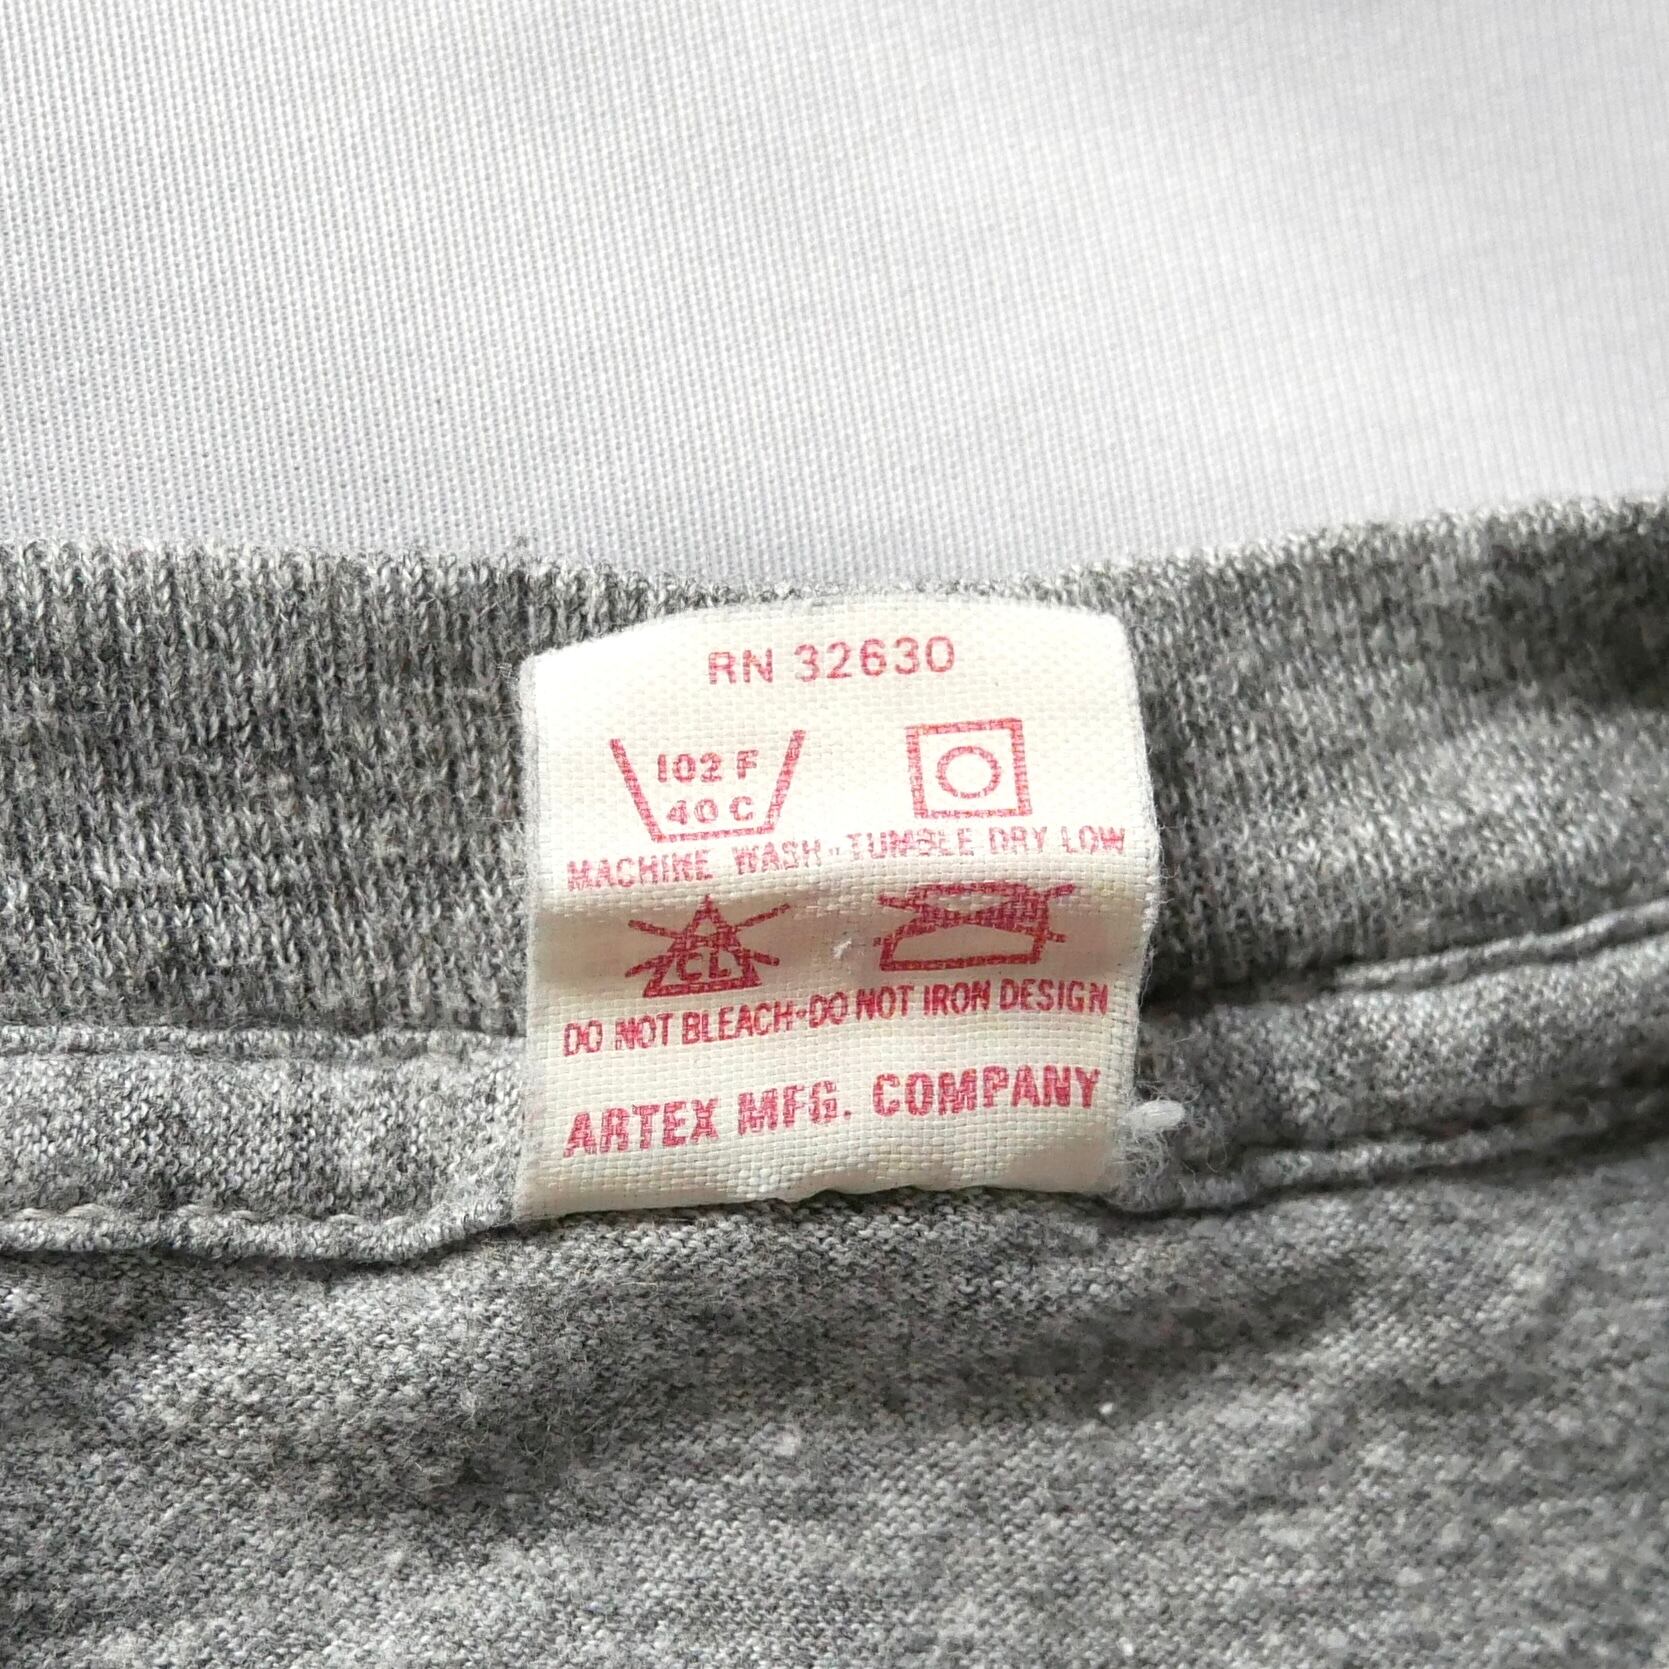 RN 32630
102 F
40 C
MACHINE WASH-TUMBLE DRY LOW
CL
DO NOT BLEACH-DO NOT IRON DESIGN
ARTEX MFG. COMPANY